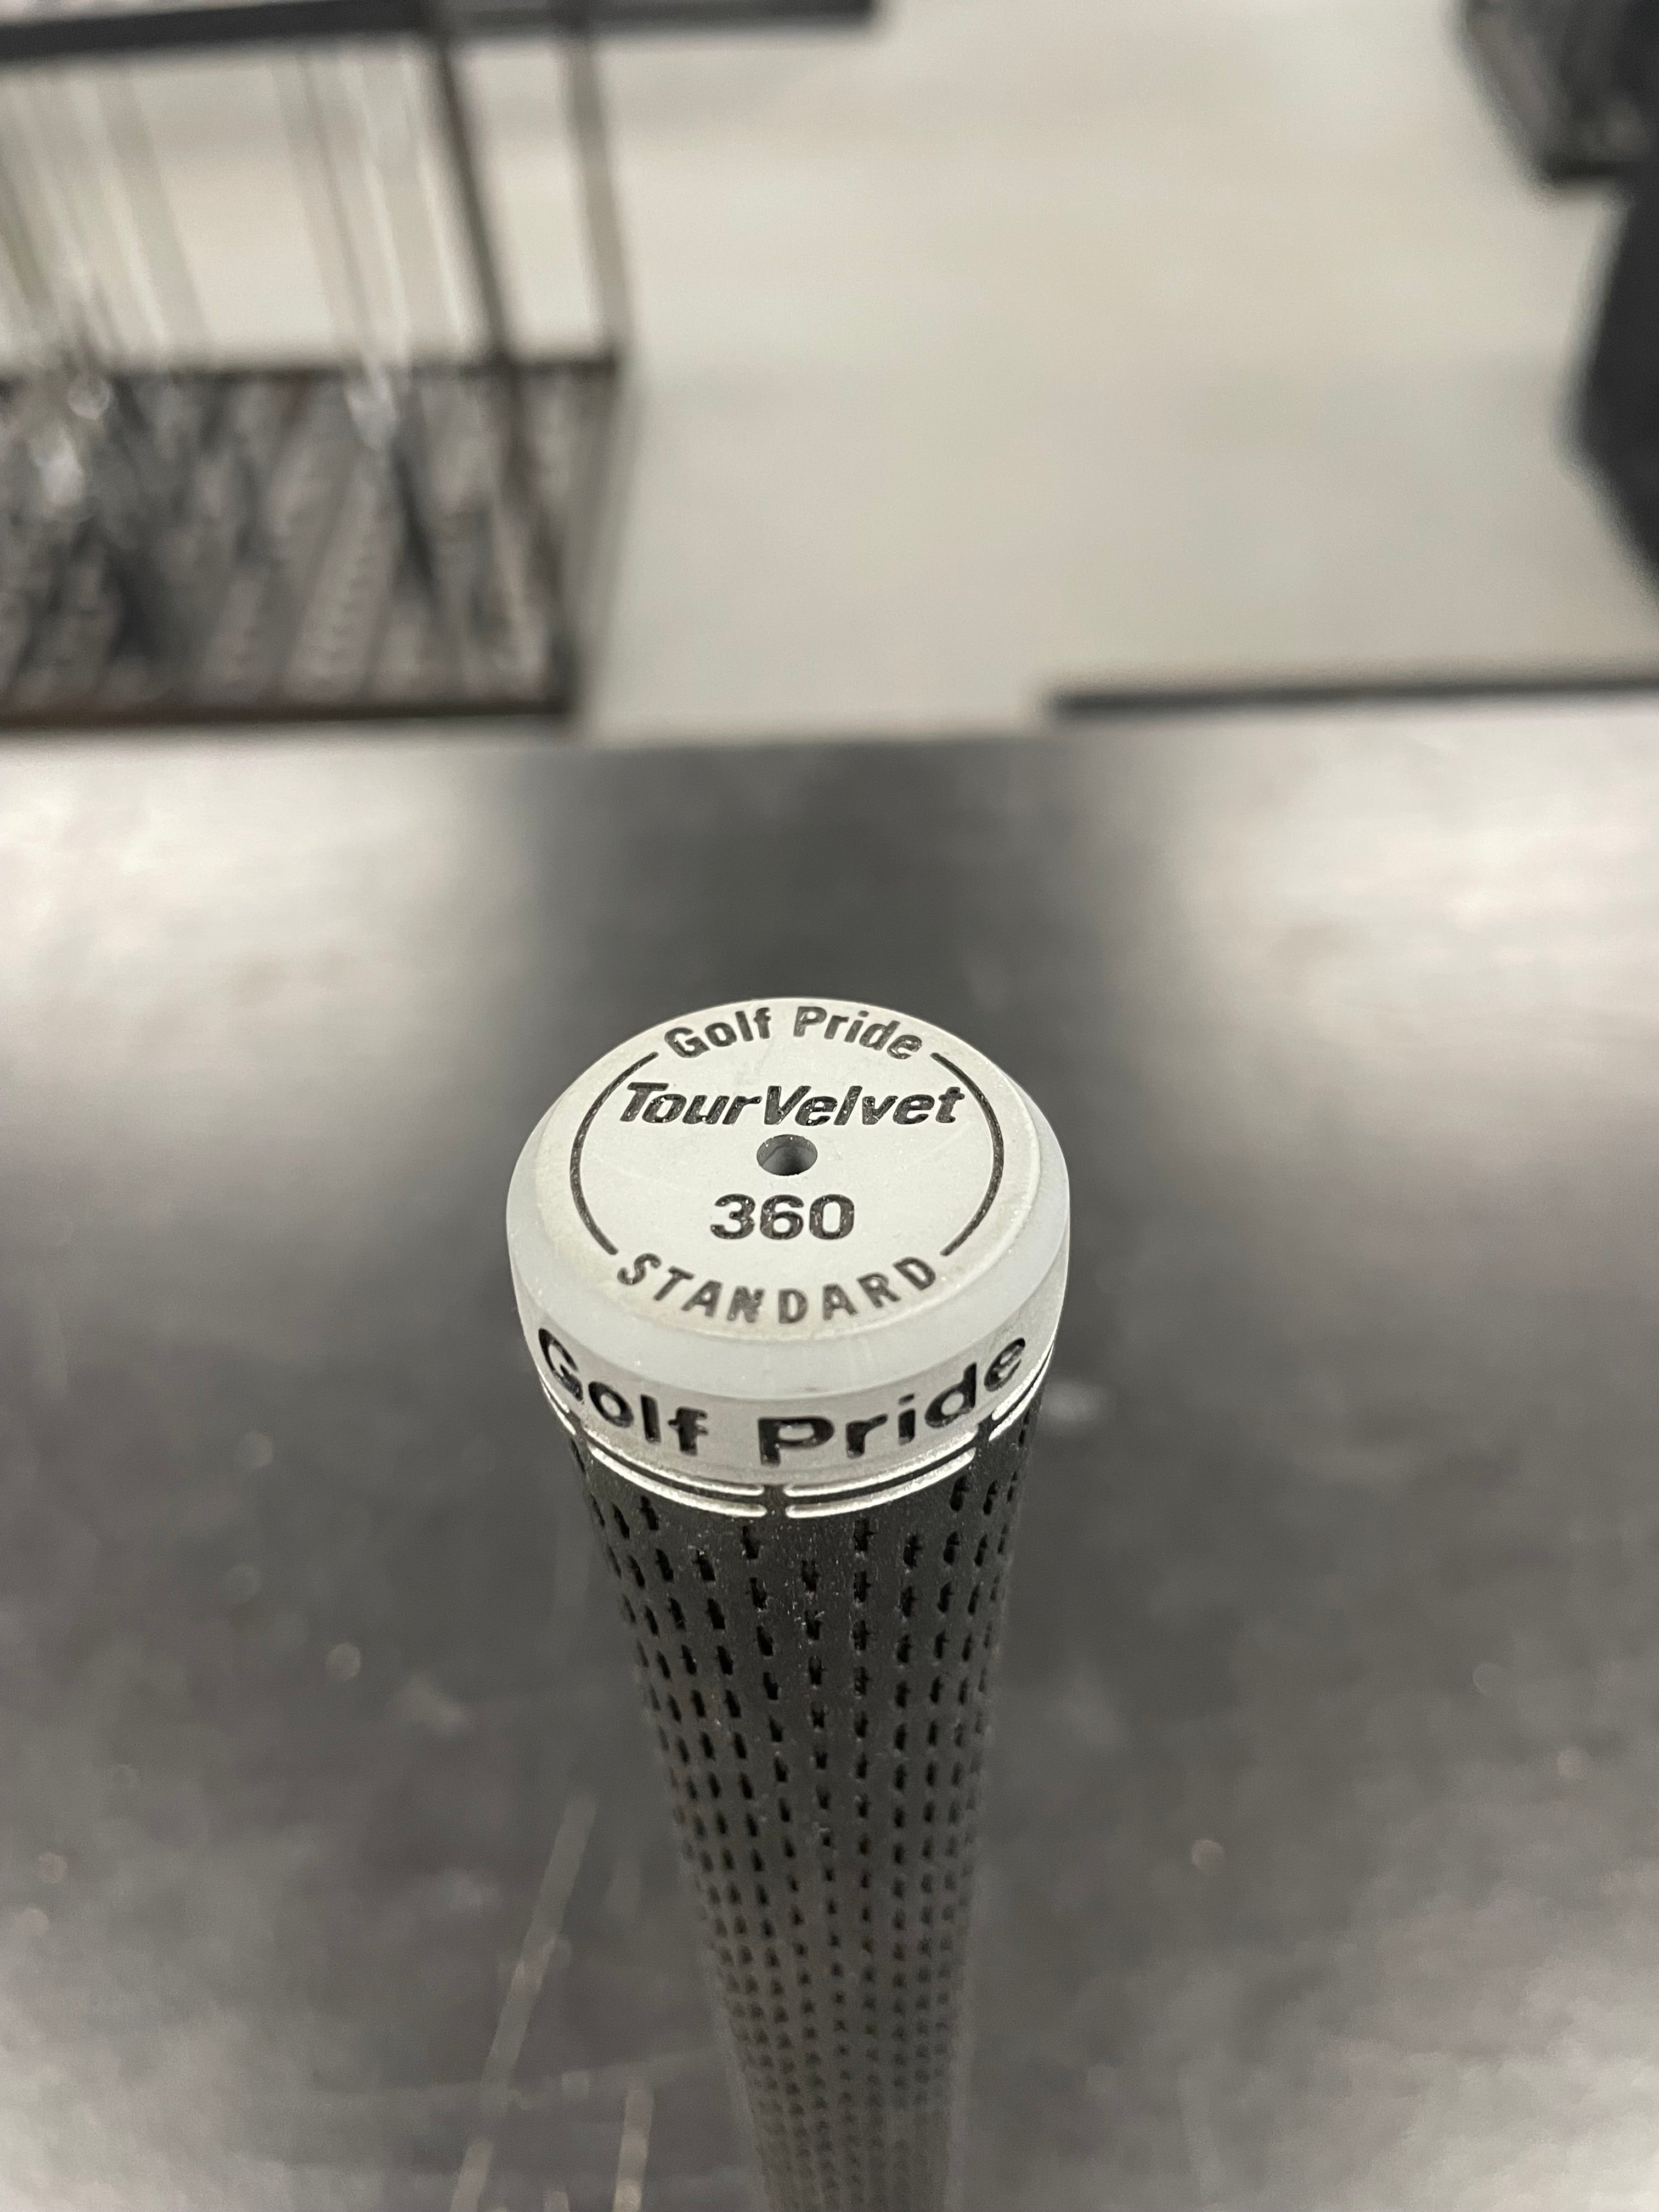 Golf Pride
TourVelvet
360
STANDARD
Golf Pride